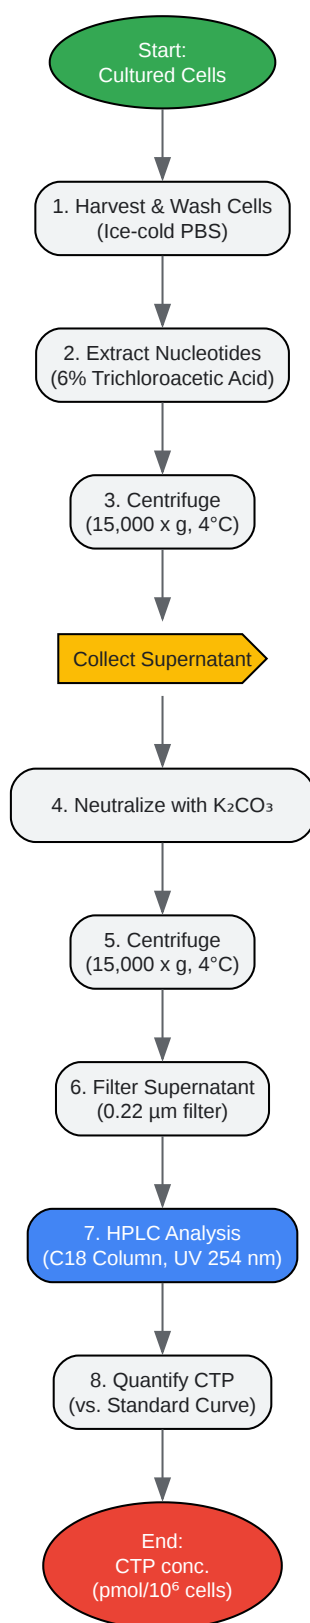 Start:
Cultured Cells
1. Harvest & Wash Cells
(Ice-cold PBS)
2. Extract Nucleotides
(6% Trichloroacetic Acid)
3. Centrifuge
(15,000 x g, 4°C)
Collect Supernatant
4. Neutralize with K₂CO₃
5. Centrifuge
(15,000 x g, 4°C)
6. Filter Supernatant
(0.22 µm filter)
7. HPLC Analysis
(C18 Column, UV 254 nm)
8. Quantify CTP
(vs. Standard Curve)
End:
CTP conc.
(pmol/10⁶ cells)